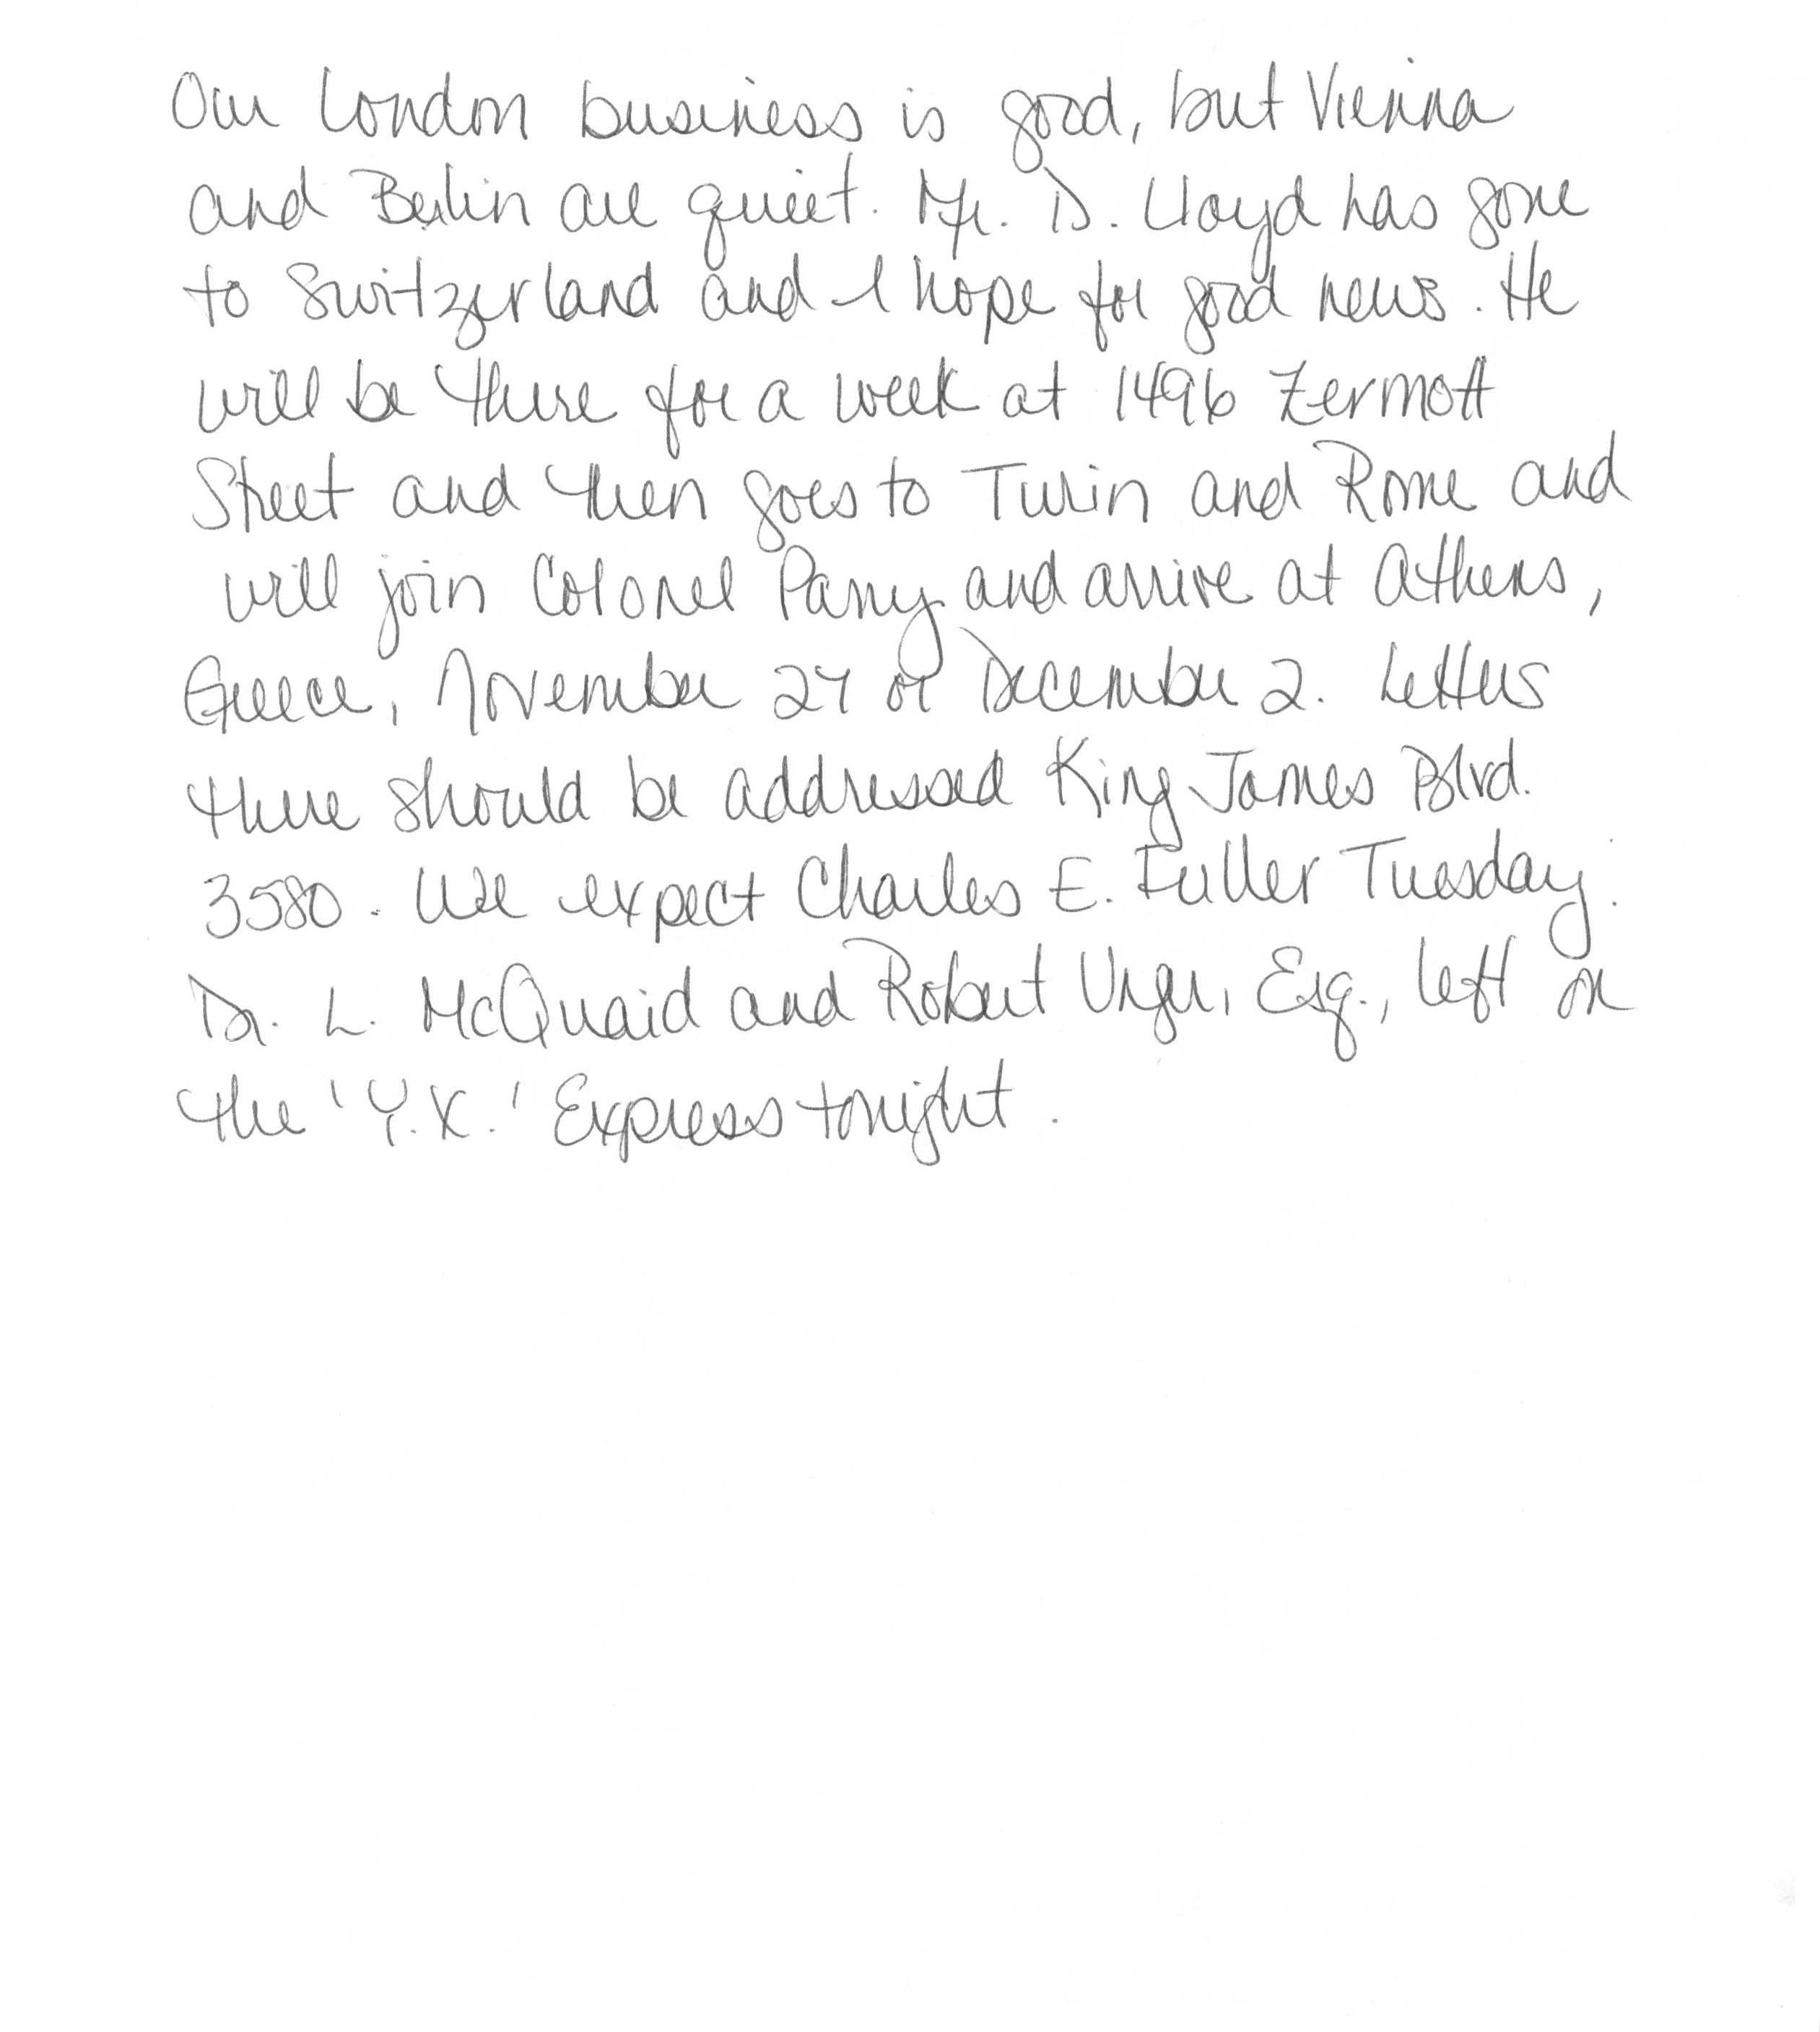 Our London business is good, but Vienna
and Berlin are quiet. Mr. D. Lloyd has gone
to Switzerland and I hope for good news. He
will be there for a week at 1496 Zermott
Street and then goes to Turin and Rome and
will join Colonel Parry and arrive at Athens,
Greece, November 27 or December 2. Letters
there should be addressed King James Blvd.
3580. We expect Charles E. Fuller Tuesday.
Dr. L. McQuaid and Robert Unger, Esq., left on
the 'Y.X.' Express tonight.